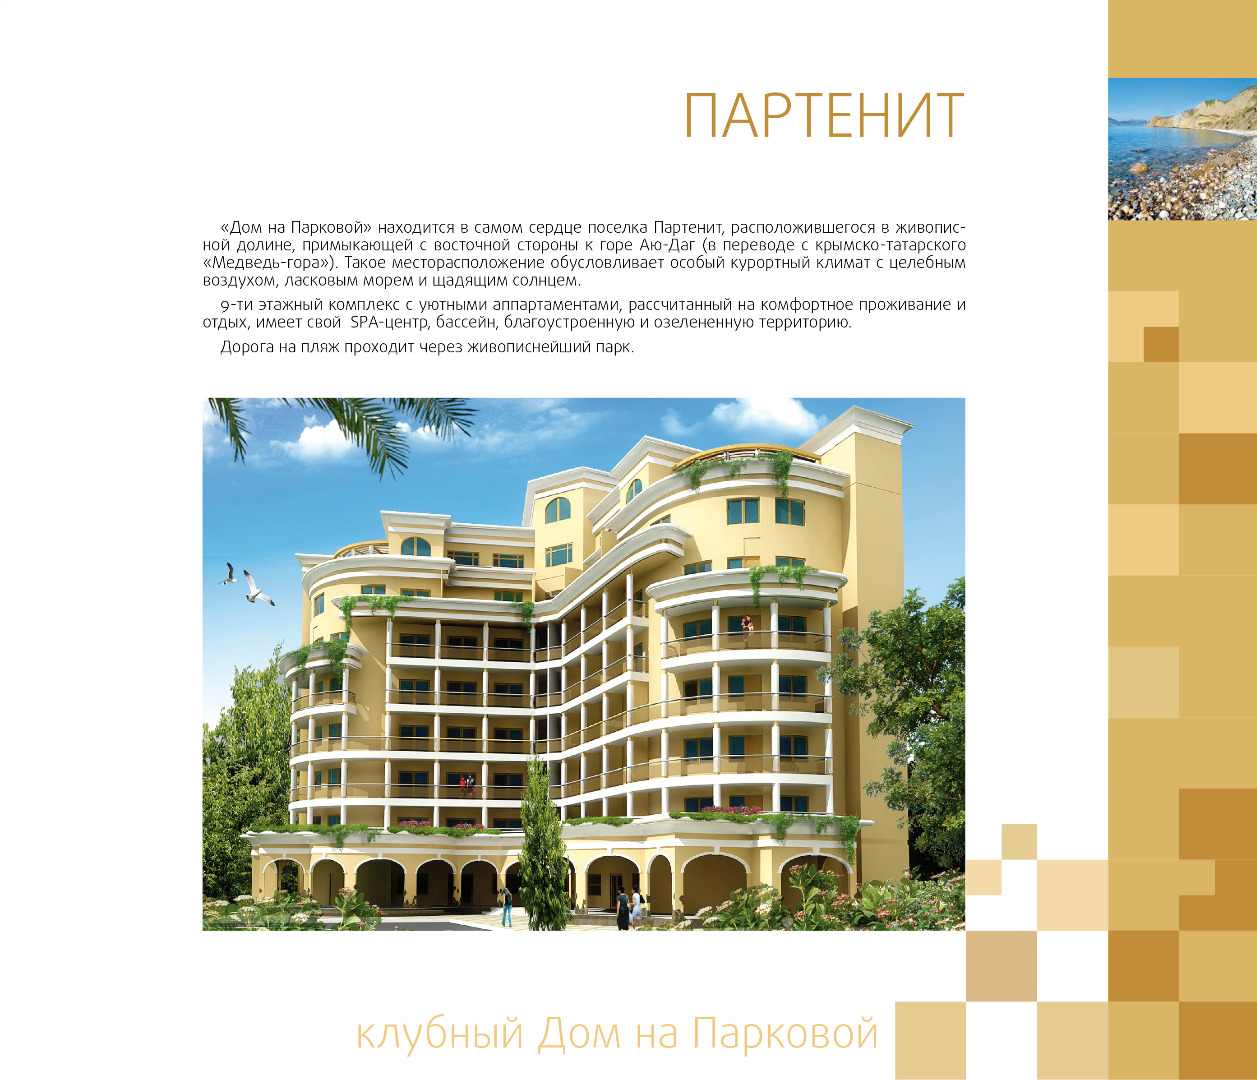 ПАРТЕНИТ
«Дом на Парковой» находится в самом сердце поселка Партенит, расположившегося в живопис-
ной долине, примыкающей с восточной стороны к горе Аю-Даг (в переводе с крымско-татарского
«Медведь-гора»). Такое месторасположение обусловливает особый курортный климат с целебным
воздухом, ласковым морем и щадящим солнцем.
9-ти этажный комплекс с уютными аппартаментами, рассчитанный на комфортное проживание и
отдых, имеет свой SPA-центр, бассейн, благоустроенную и озелененную территорию.
Дорога на пляж проходит через живописнейший парк.
клубный Дом на Парковой